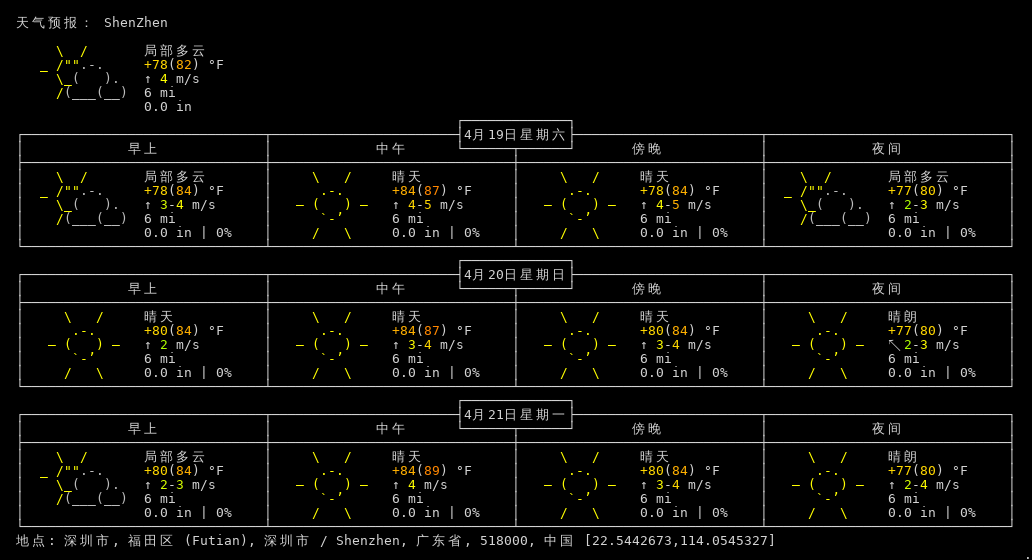 天气预报： ShenZhen
局部多云
+78(82) °F
↑ 4 m/s
6 mi
0.0 in
4月19日星期六
早上 中午 傍晚 夜间
局部多云 晴天 晴天 局部多云
+78(84) °F +84(87) °F +78(84) °F +77(80) °F
↑ 3-4 m/s ↑ 4-5 m/s ↑ 4-5 m/s ↑ 2-3 m/s
6 mi 6 mi 6 mi 6 mi
0.0 in | 0% 0.0 in | 0% 0.0 in | 0% 0.0 in | 0%
4月20日星期日
早上 中午 傍晚 夜间
晴天 晴天 晴天 晴朗
+80(84) °F +84(87) °F +80(84) °F +77(80) °F
↑ 2 m/s ↑ 3-4 m/s ↑ 3-4 m/s ↖ 2-3 m/s
6 mi 6 mi 6 mi 6 mi
0.0 in | 0% 0.0 in | 0% 0.0 in | 0% 0.0 in | 0%
4月21日星期一
早上 中午 傍晚 夜间
局部多云 晴天 晴天 晴朗
+80(84) °F +84(89) °F +80(84) °F +77(80) °F
↑ 2-3 m/s ↑ 4 m/s ↑ 3-4 m/s ↑ 2-4 m/s
6 mi 6 mi 6 mi 6 mi
0.0 in | 0% 0.0 in | 0% 0.0 in | 0% 0.0 in | 0%
地点: 深圳市, 福田区 (Futian), 深圳市 / Shenzhen, 广东省, 518000, 中国 [22.5442673,114.0545327]